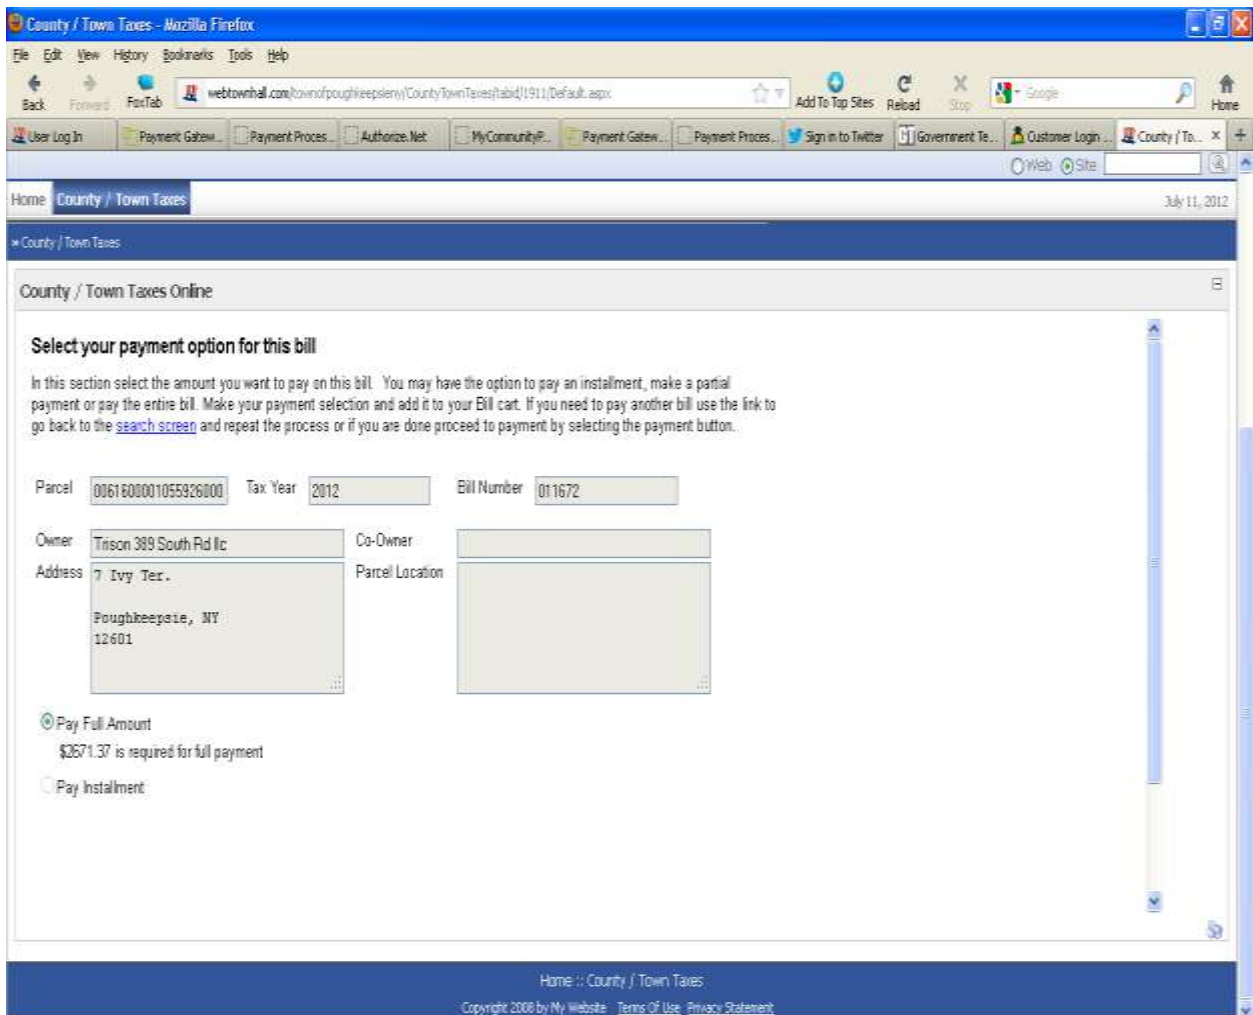 County / Town Taxes - Mozilla Firefox
File Edit View History Bookmarks Tools Help
webtownhall.com/townofpoughkeepsieny/CountyTownTaxes/tabid/1911/Default.aspx
Google
Back Forward FoxTab Add To Top Sites Reload Stop Home
User Log In Payment Gatew... Payment Proces... Authorize.Net MyCommunityP... Payment Gatew... Payment Proces... Sign in to Twitter Government Te... Customer Login ... County / To... X +
Web Site
Home County / Town Taxes July 11, 2012
» County / Town Taxes
County / Town Taxes Online
Select your payment option for this bill
In this section select the amount you want to pay on this bill. You may have the option to pay an installment, make a partial
payment or pay the entire bill. Make your payment selection and add it to your Bill cart. If you need to pay another bill use the link to
go back to the search screen and repeat the process or if you are done proceed to payment by selecting the payment button.
Parcel 0061600001055926000 Tax Year 2012 Bill Number 011672
Owner Trison 389 South Rd llc Co-Owner
Address 7 Ivy Ter. Parcel Location
Poughkeepsie, NY
12601
Pay Full Amount
$2671.37 is required for full payment
Pay Installment
Home :: County / Town Taxes
Copyright 2008 by My Website Terms Of Use Privacy Statement